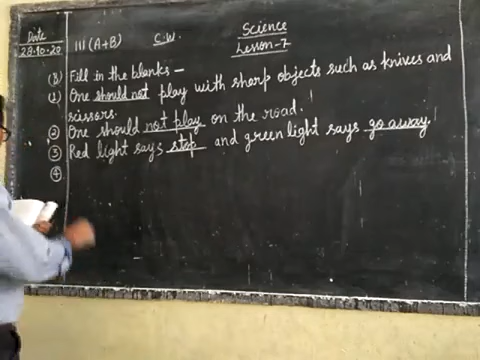 Date
28.10.20
III (A+B)
C.W.
Science
Lesson-7
(B) Fill in the blanks —
(1) One should not play with sharp objects such as knives and
scissors.
(2) One should not play on the road.
(3) Red light says stop and green light says go away.
(4)